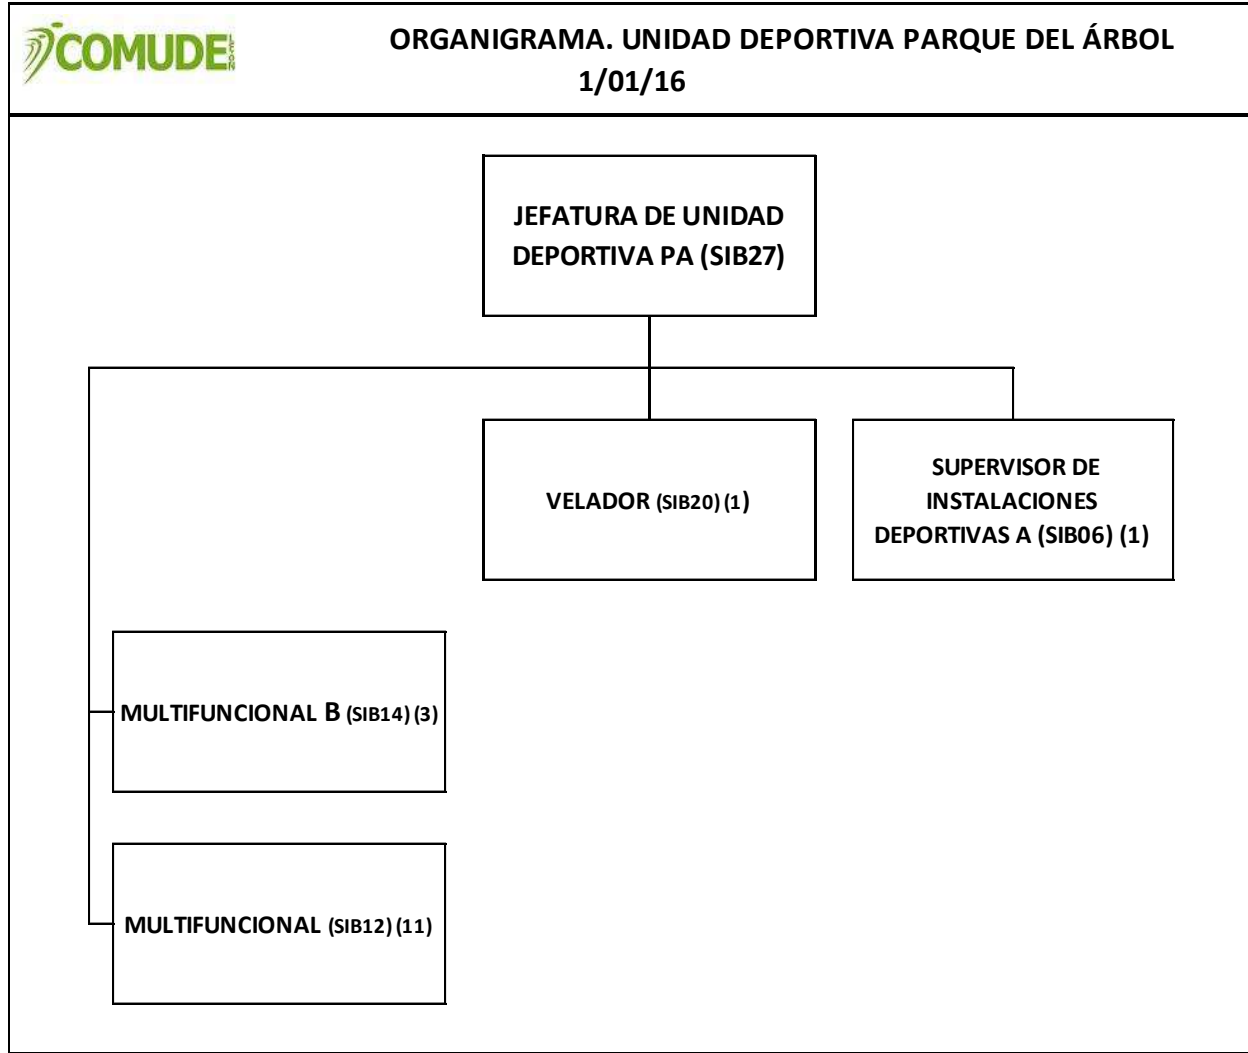 COMUDE
LEON
ORGANIGRAMA. UNIDAD DEPORTIVA PARQUE DEL ÁRBOL
1/01/16
JEFATURA DE UNIDAD
DEPORTIVA PA (SIB27)
VELADOR (SIB20) (1)
SUPERVISOR DE
INSTALACIONES
DEPORTIVAS A (SIB06) (1)
MULTIFUNCIONAL B (SIB14) (3)
MULTIFUNCIONAL (SIB12) (11)